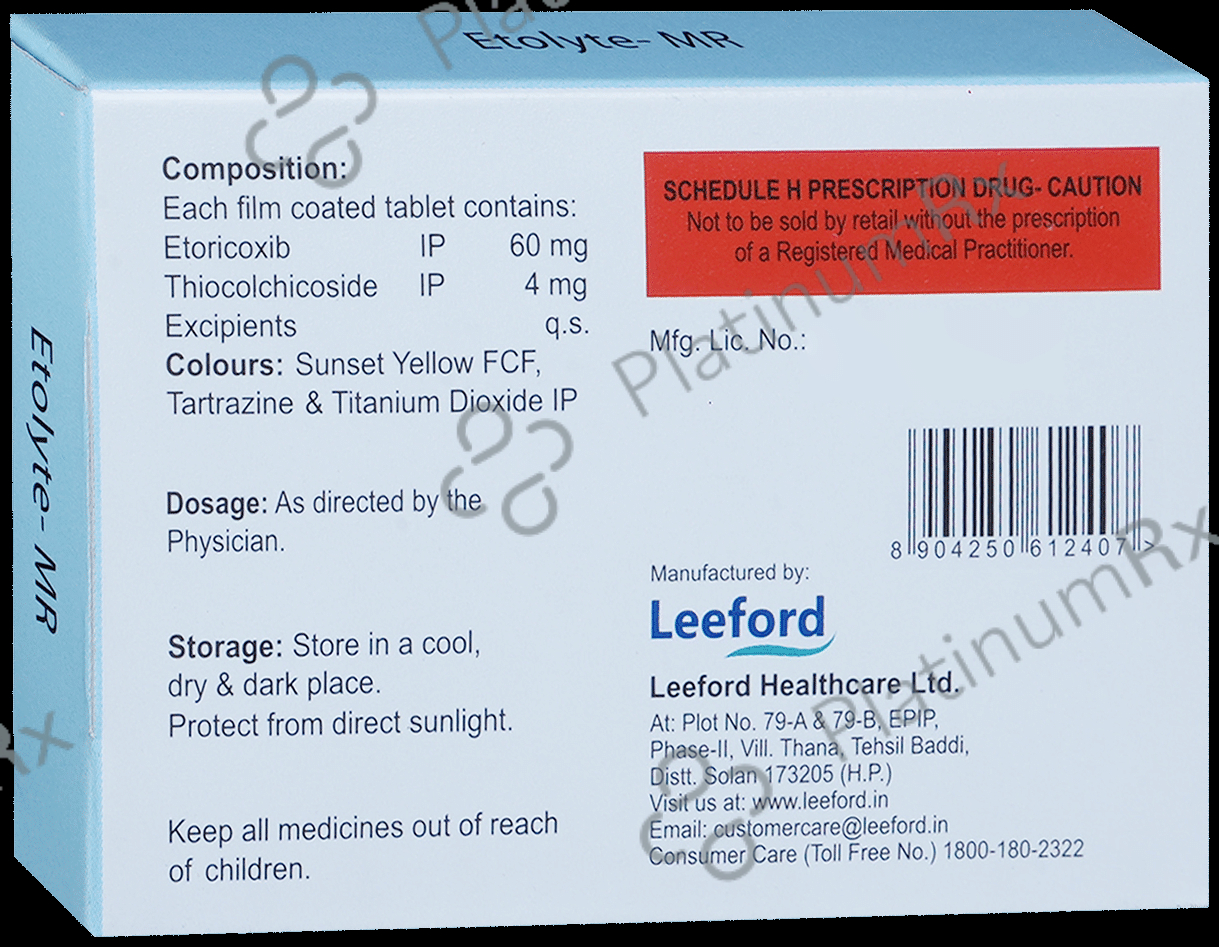 Etolyte- MR
Etolyte- MR
Composition:
Each film coated tablet contains:
Etoricoxib IP 60 mg
Thiocolchicoside IP 4 mg
Excipients q.s.
Colours: Sunset Yellow FCF,
Tartrazine & Titanium Dioxide IP
Dosage: As directed by the
Physician.
Storage: Store in a cool,
dry & dark place.
Protect from direct sunlight.
Keep all medicines out of reach
of children.
SCHEDULE H PRESCRIPTION DRUG- CAUTION
Not to be sold by retail without the prescription
of a Registered Medical Practitioner.
Mfg. Lic. No.:
8 904250 612407 >
Manufactured by:
Leeford
Leeford Healthcare Ltd.
At: Plot No. 79-A & 79-B, EPIP,
Phase-II, Vill. Thana, Tehsil Baddi,
Distt. Solan 173205 (H.P.)
Visit us at: www.leeford.in
Email: customercare@leeford.in
Consumer Care (Toll Free No.) 1800-180-2322
PlatinumRx
PlatinumRx
Platinum
Rx